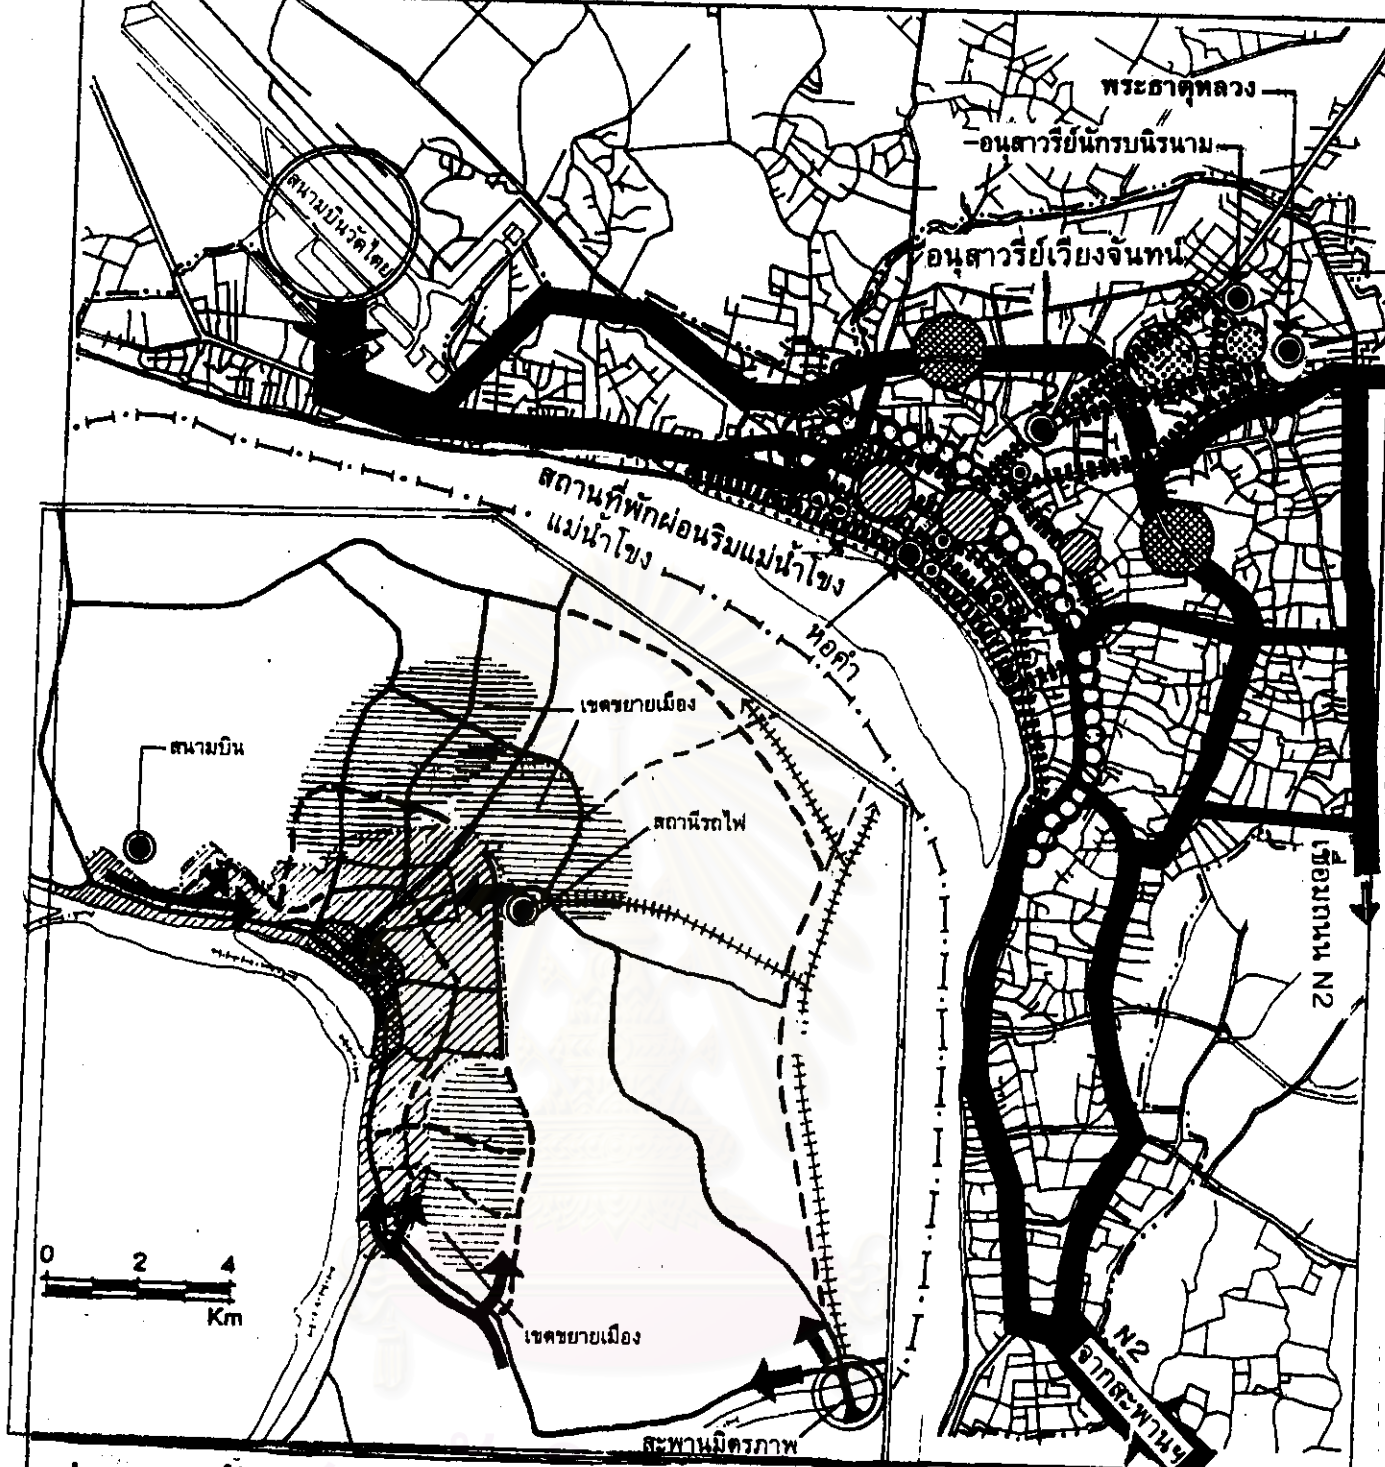 พระธาตุหลวง
อนุสาวรีย์นักรบนิรนาม
สนามบินวัดไตย
อนุสาวรีย์เวียงจันทน์
สถานที่พักผ่อนริมแม่น้ำโขง
แม่น้ำโขง
หอคำ
เขตขยายเมือง
สนามบิน
สถานีรถไฟ
เชื่อมถนน N2
0 2 4
Km
เขตขยายเมือง
N2
จากสะพานฯ
สะพานมิตรภาพ